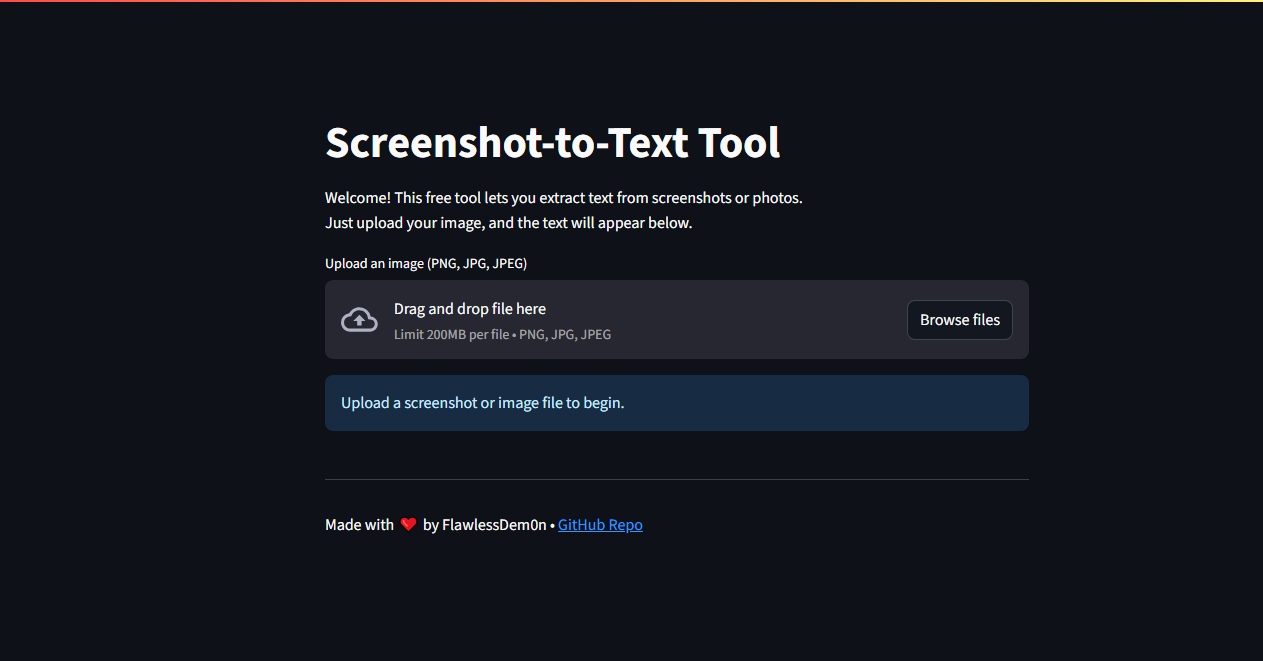 Screenshot-to-Text Tool
Welcome! This free tool lets you extract text from screenshots or photos.
Just upload your image, and the text will appear below.
Upload an image (PNG, JPG, JPEG)
Drag and drop file here
Limit 200MB per file • PNG, JPG, JPEG
Browse files
Upload a screenshot or image file to begin.
Made with ❤️ by FlawlessDem0n • GitHub Repo